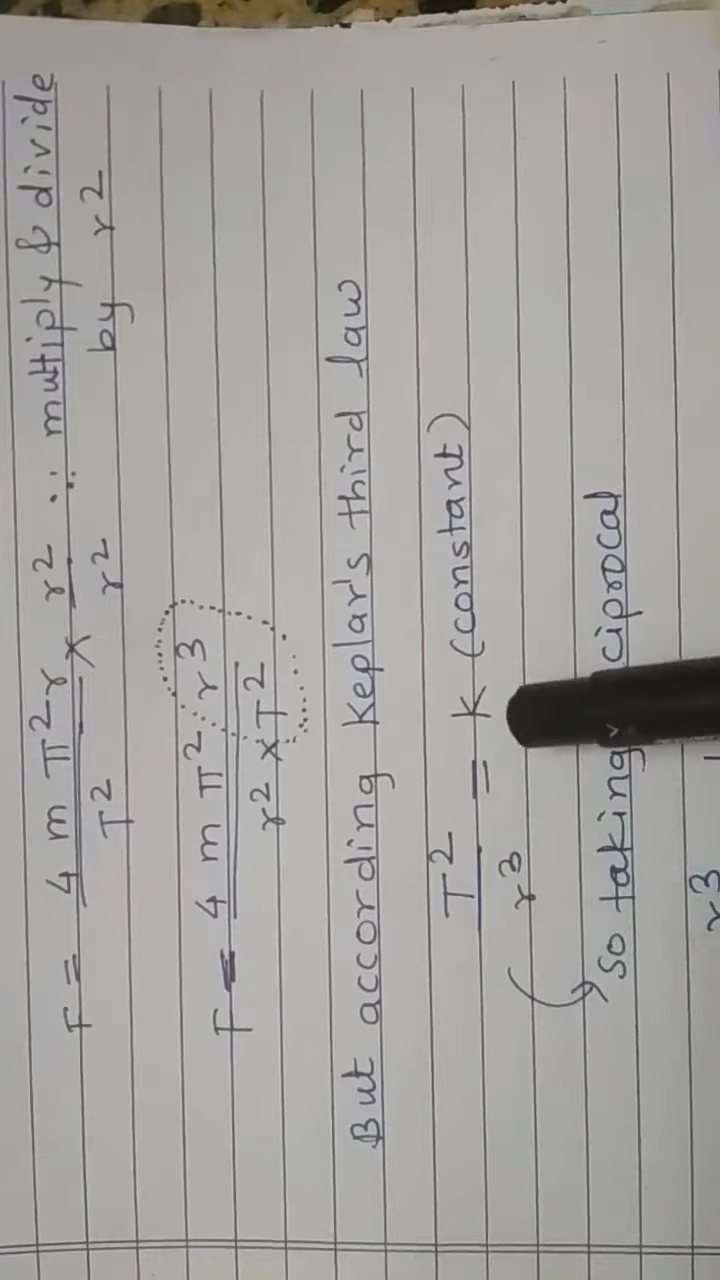 F = 4 m π² r / T² × r² / r² ∵ multiply & divide by r²
F = 4 m π² r³ / r² × T²
But according Keplar's third law
T² / r³ = K (constant)
So taking ciprocal
r³